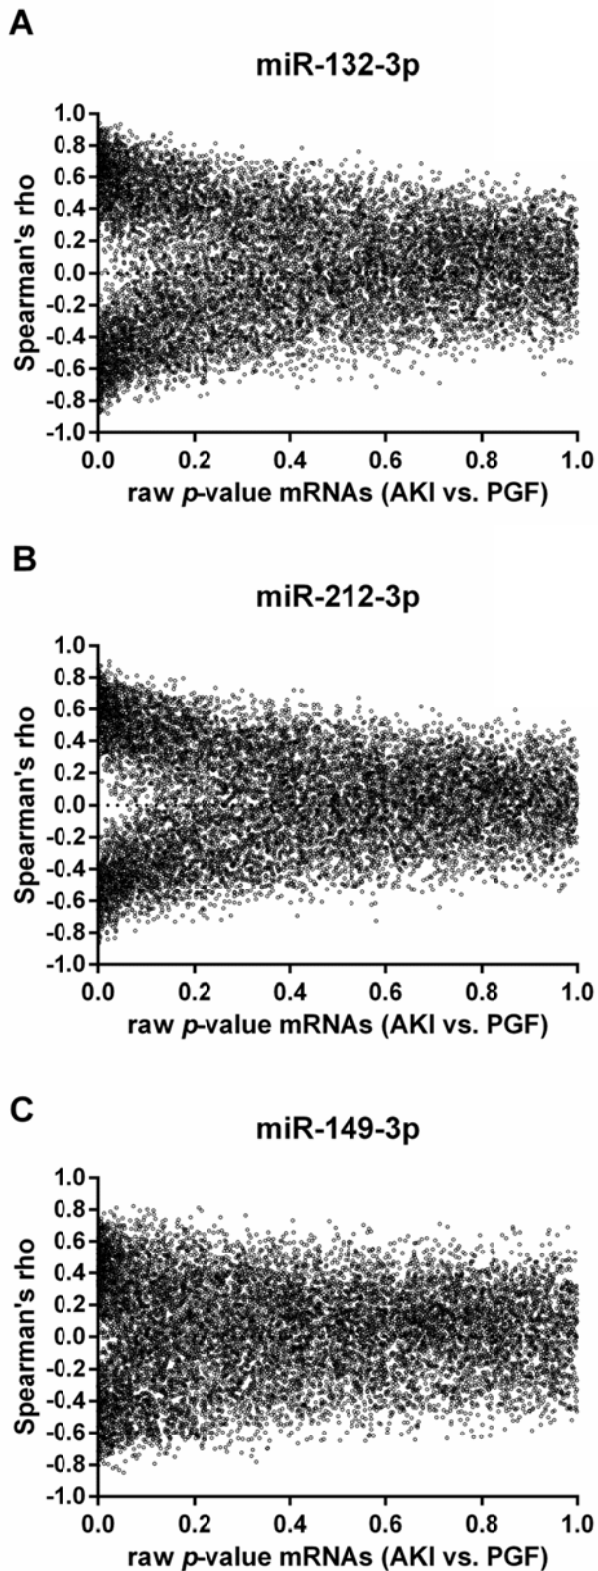 A
miR-132-3p
1.0
0.8
0.6
0.4
0.2
0.0
-0.2
-0.4
-0.6
-0.8
-1.0
Spearman's rho
0.0 0.2 0.4 0.6 0.8 1.0
raw p-value mRNAs (AKI vs. PGF)
B
miR-212-3p
1.0
0.8
0.6
0.4
0.2
0.0
-0.2
-0.4
-0.6
-0.8
-1.0
Spearman's rho
0.0 0.2 0.4 0.6 0.8 1.0
raw p-value mRNAs (AKI vs. PGF)
C
miR-149-3p
1.0
0.8
0.6
0.4
0.2
0.0
-0.2
-0.4
-0.6
-0.8
-1.0
Spearman's rho
0.0 0.2 0.4 0.6 0.8 1.0
raw p-value mRNAs (AKI vs. PGF)